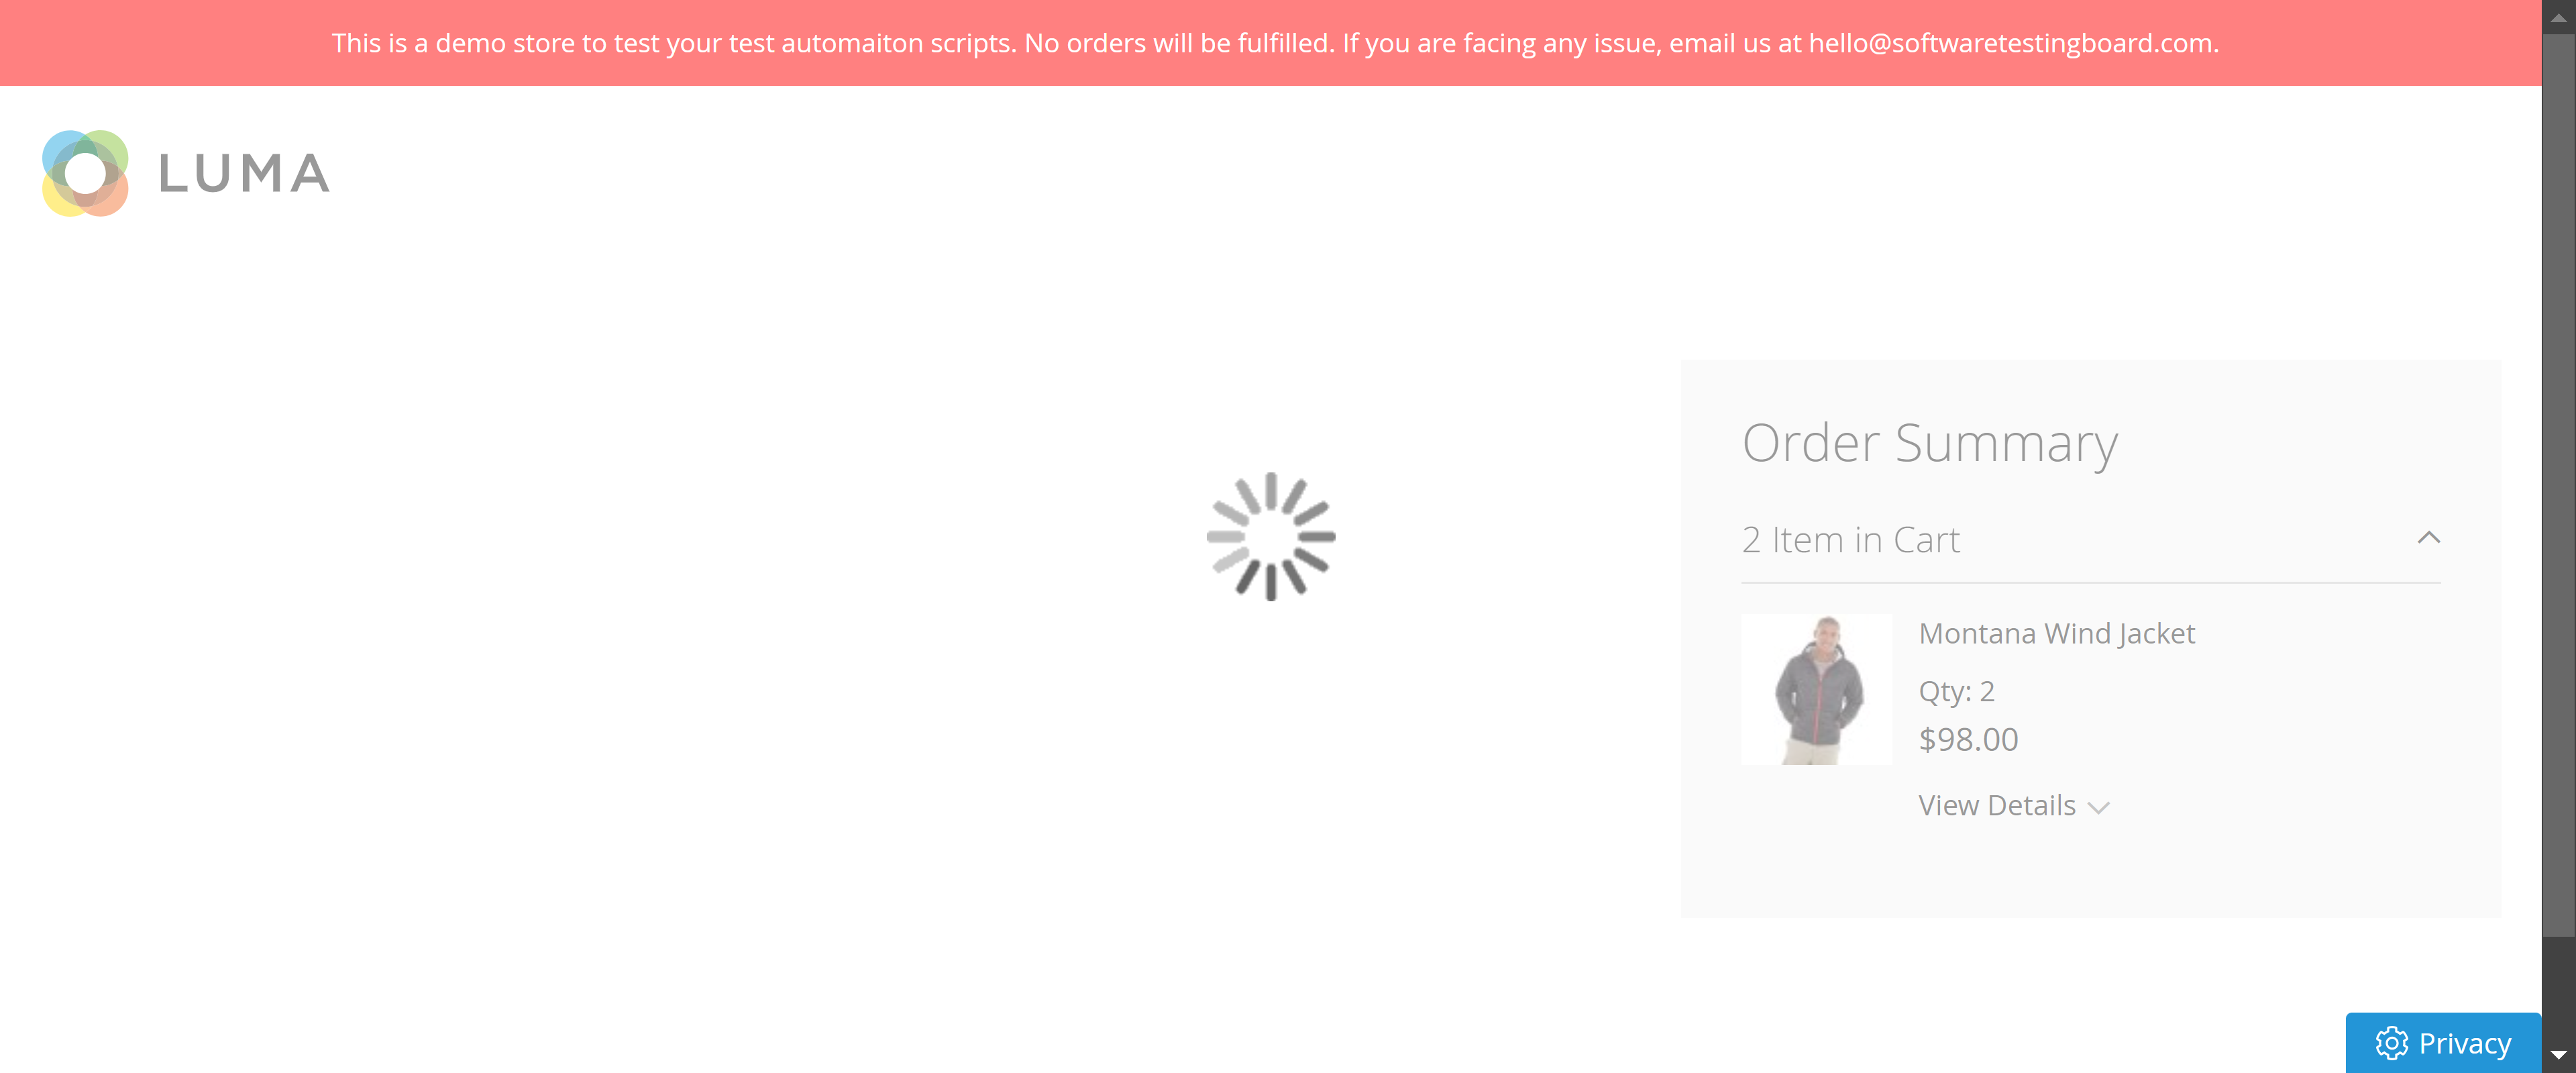 This is a demo store to test your test automaiton scripts. No orders will be fulfilled. If you are facing any issue, email us at hello@softwaretestingboard.com.
LUMA
Order Summary
2 Item in Cart
Montana Wind Jacket
Qty: 2
$98.00
View Details
Privacy